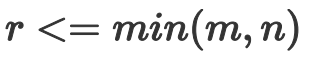 r <= min(m, n)